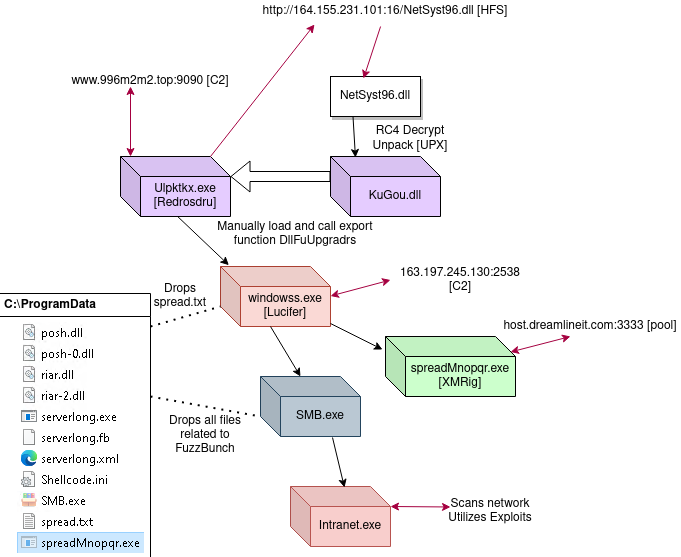 http://164.155.231.101:16/NetSyst96.dll [HFS]
www.996m2m2.top:9090 [C2]
NetSyst96.dll
RC4 Decrypt
Unpack [UPX]
Ulpktkx.exe
[Redrosdru]
KuGou.dll
Manually load and call export
function DllFuUpgradrs
163.197.245.130:2538
[C2]
Drops
spread.txt
windowss.exe
[Lucifer]
C:\ProgramData
host.dreamlineit.com:3333 [pool]
posh.dll
posh-0.dll
riar.dll
riar-2.dll
serverlong.exe
serverlong.fb
serverlong.xml
Shellcode.ini
SMB.exe
spread.txt
spreadMnopqr.exe
spreadMnopqr.exe
[XMRig]
SMB.exe
Drops all files
related to
FuzzBunch
Intranet.exe
Scans network
Utilizes Exploits